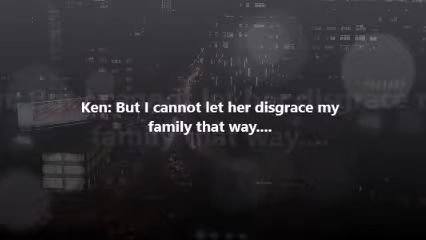 Ken: But I cannot let her disgrace my
family that way....